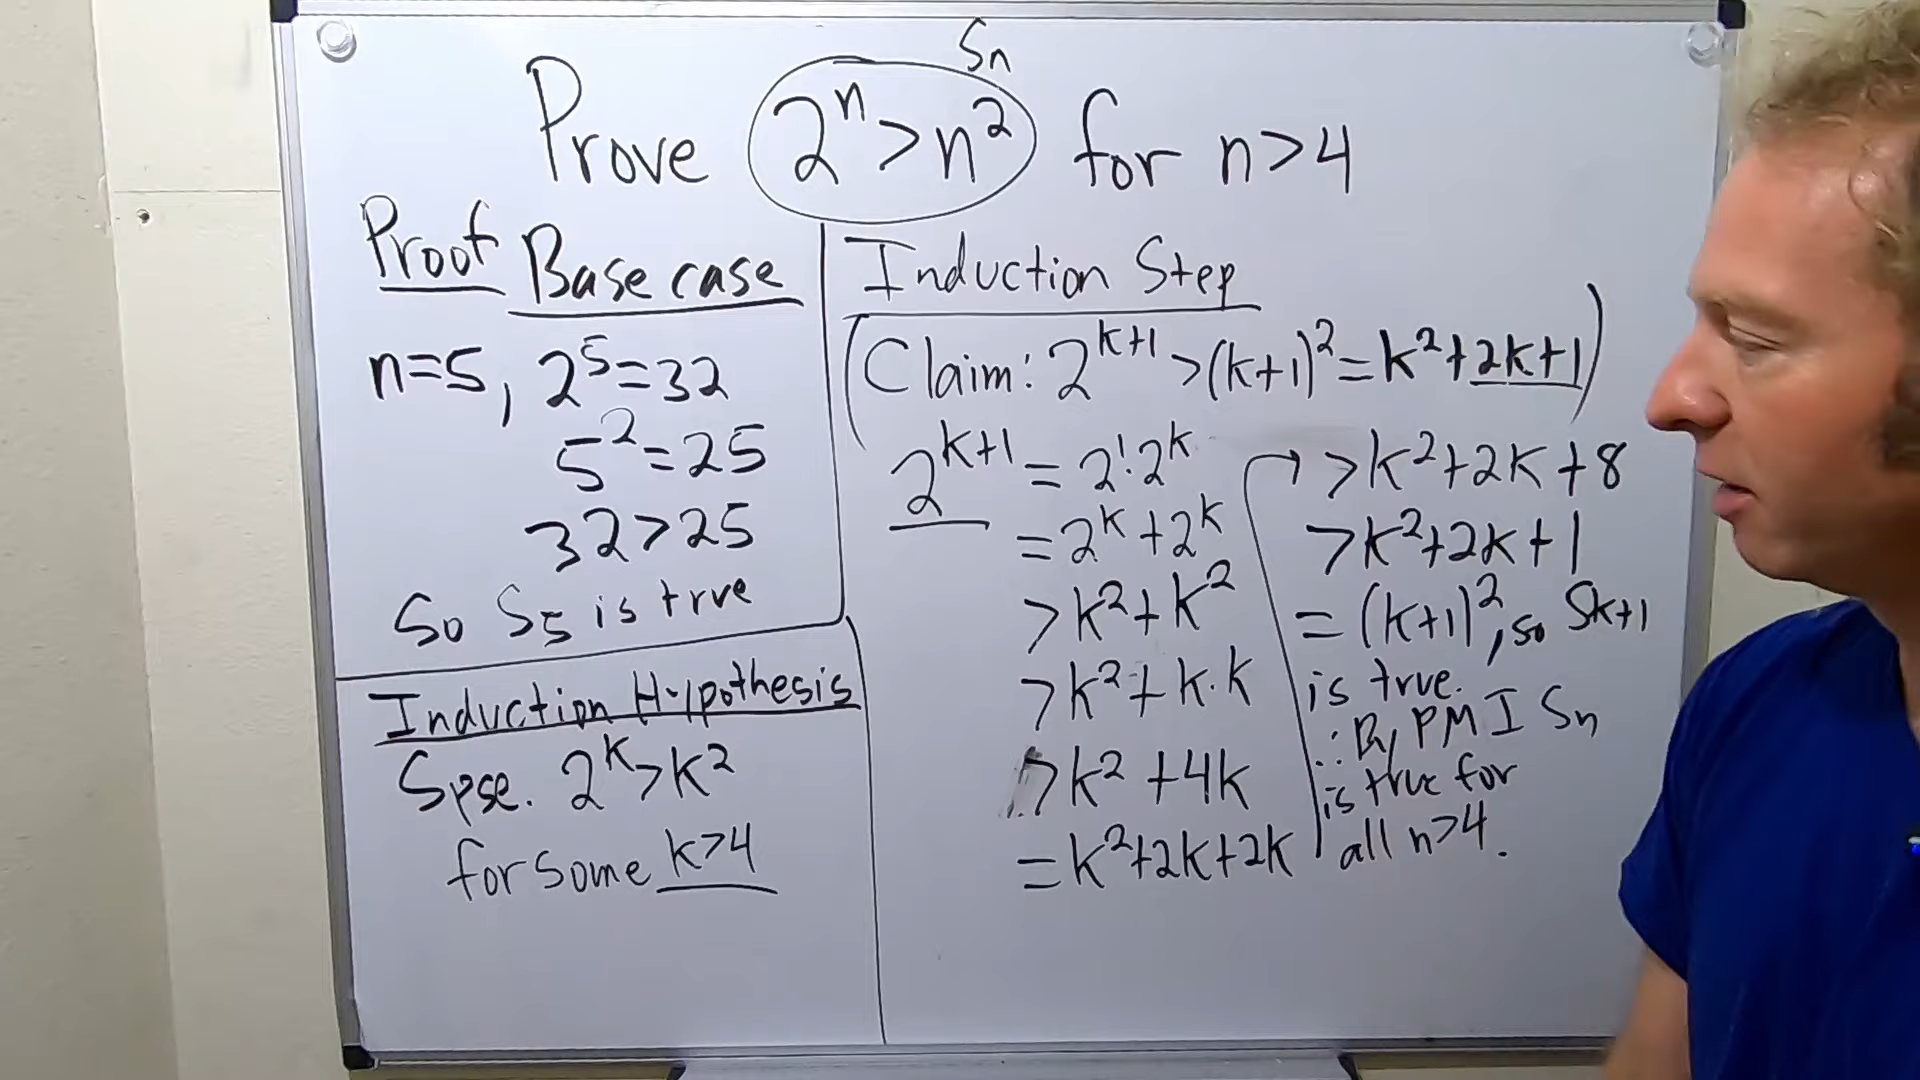 Sn
Prove 2^n > n^2 for n > 4
Proof Base case
n=5, 2^5=32
5^2=25
32>25
So S_5 is true
Induction Hypothesis
Spse. 2^k > k^2
for some k>4
Induction Step
(Claim: 2^{k+1} > (k+1)^2 = k^2+2k+1)
2^{k+1} = 2^1·2^k
= 2^k + 2^k
> k^2 + k^2
> k^2 + k·k
> k^2 + 4k
= k^2+2k+2k
> k^2+2k+8
> k^2+2k+1
= (k+1)^2, so S_{k+1}
is true.
∴ By PMI Sn
is true for
all n>4.